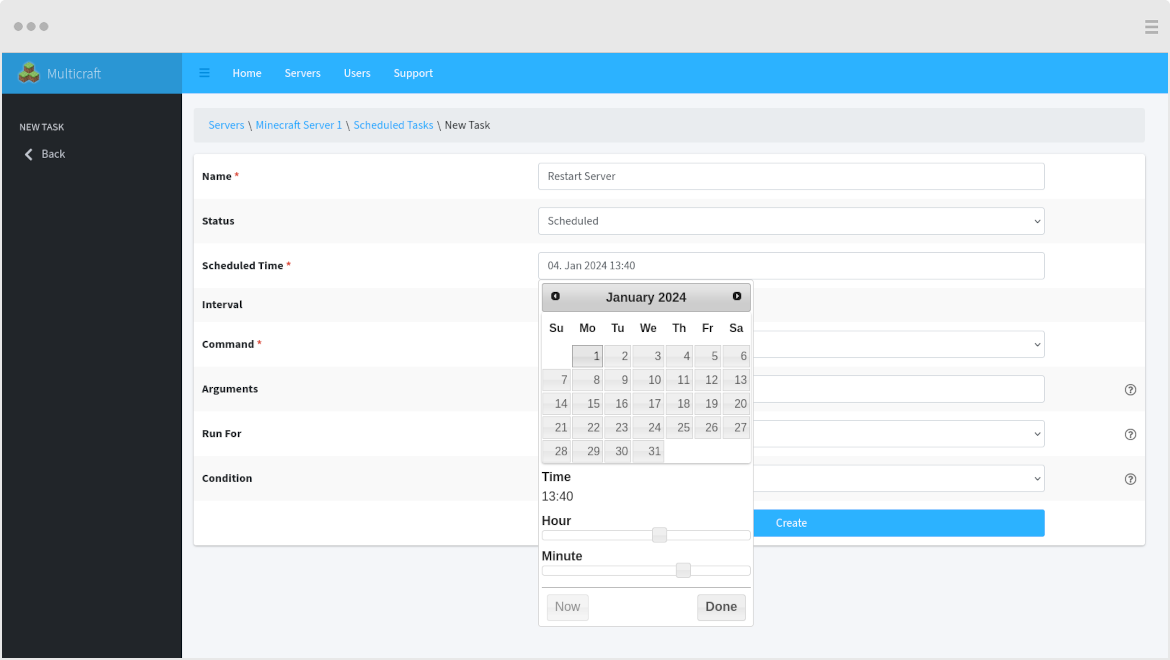 Multicraft
Home Servers Users Support
NEW TASK
Back
Servers \ Minecraft Server 1 \ Scheduled Tasks \ New Task
Name *
Restart Server
Status
Scheduled
Scheduled Time *
04. Jan 2024 13:40
Interval
Command *
Arguments
Run For
Condition
January 2024
Su Mo Tu We Th Fr Sa
1 2 3 4 5 6
7 8 9 10 11 12 13
14 15 16 17 18 19 20
21 22 23 24 25 26 27
28 29 30 31
Time
13:40
Hour
Minute
Now Done
Create